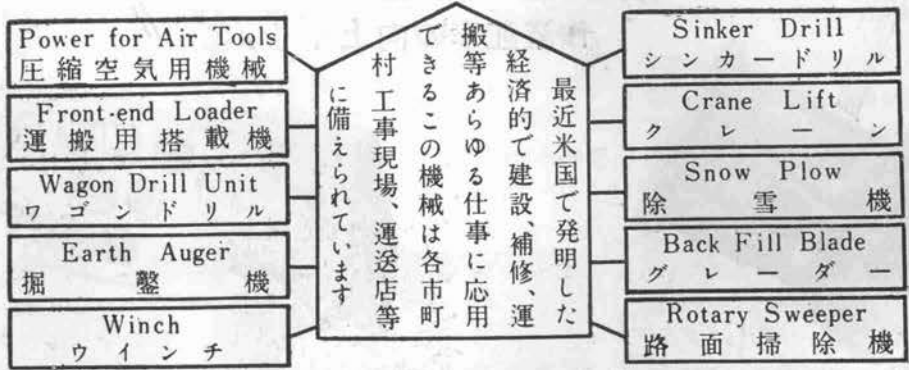 Power for Air Tools
圧縮空気用機械
Front-end Loader
運搬用搭載機
Wagon Drill Unit
ワゴンドリル
Earth Auger
掘鑿機
Winch
ウインチ
最近米国で発明した
経済的で建設、補修、運
搬等あらゆる仕事に応用
できるこの機械は各市町
村 工事現場、運送店等
に備えられています
Sinker Drill
シンカードリル
Crane Lift
クレーン
Snow Plow
除雪機
Back Fill Blade
グレーダー
Rotary Sweeper
路面掃除機